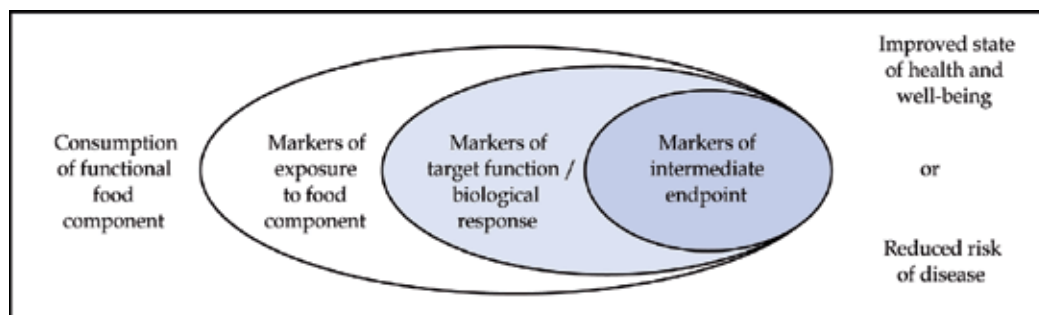 Consumption
of functional
food
component
Markers of
exposure
to food
component
Markers of
target function /
biological
response
Markers of
intermediate
endpoint
Improved state
of health and
well-being
or
Reduced risk
of disease